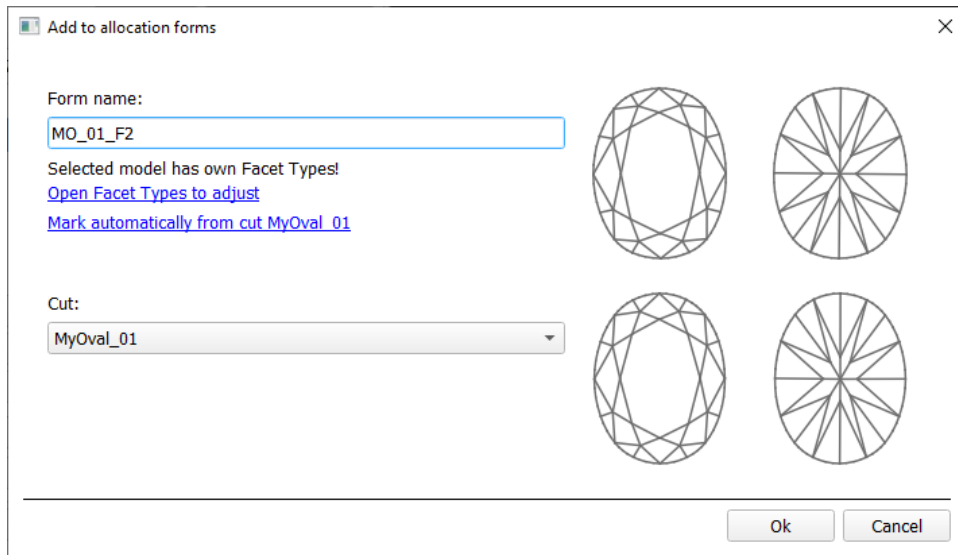 Add to allocation forms
Form name:
MO_01_F2
Selected model has own Facet Types!
Open Facet Types to adjust
Mark automatically from cut MyOval_01
Cut:
MyOval_01
Ok
Cancel